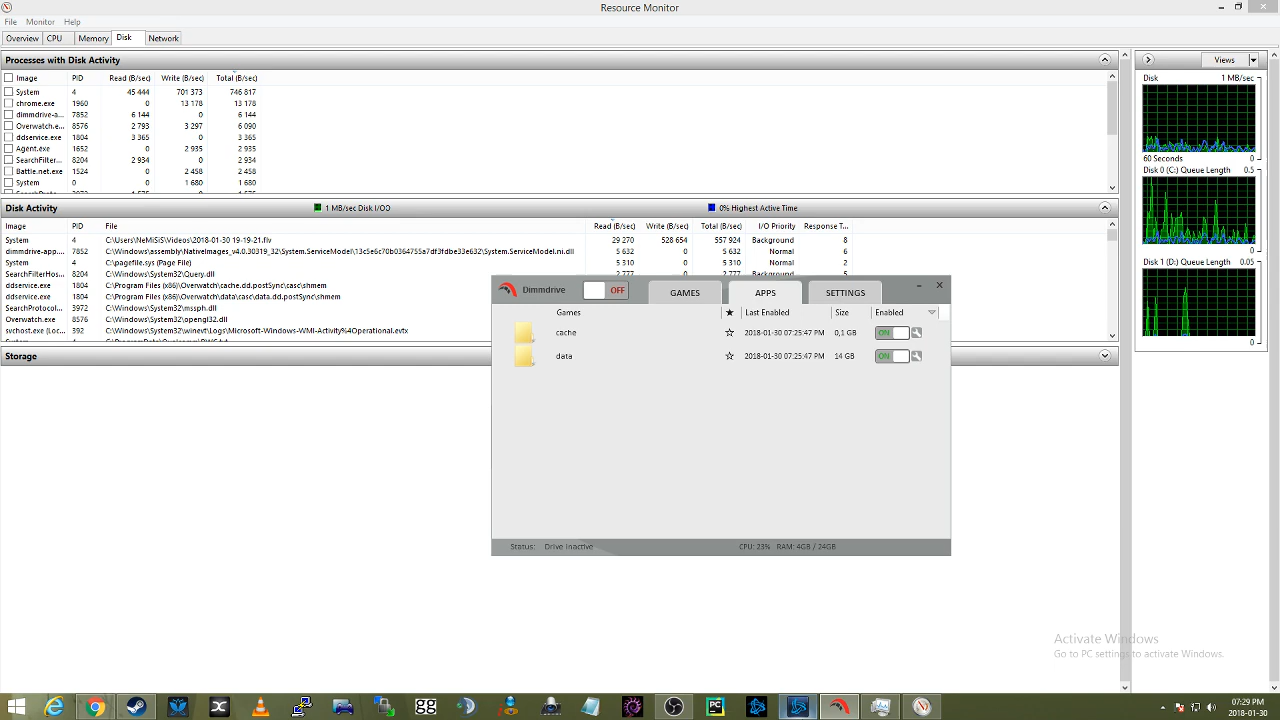 Resource Monitor
File Monitor Help
Overview CPU Memory Disk Network
Processes with Disk Activity
Image PID Read (B/sec) Write (B/sec) Total (B/sec)
System 4 45 444 701 373 746 817
chrome.exe 1960 0 13 178 13 178
dimmdrive-a... 7852 6 144 0 6 144
Overwatch.e... 8576 2 793 3 297 6 090
ddservice.exe 1804 3 365 0 3 365
Agent.exe 1652 0 2 935 2 935
SearchFilter... 8204 2 934 0 2 934
Battle.net.exe 1524 0 2 458 2 458
System 0 0 1 680 1 680
Disk Activity 1 MB/sec Disk I/OO 0% Highest Active Time
Image PID File Read (B/sec) Write (B/sec) Total (B/sec) I/O Priority Response T...
System 4 C:\Users\NeMiSiS\Videos\2018-01-30 19-19-21.flv 29 270 528 654 557 924 Background 8
dimmdrive-app.... 7852 C:\Windows\assembly\NativeImages_v4.0.30319_32\System.ServiceModel\13c5e6c70b0364755a7df3fdbe33e632\System.ServiceModel.ni.dll 5 632 0 5 632 Normal 6
System 4 C:\pagefile.sys (Page File) 5 310 0 5 310 Normal 2
SearchFilterHos... 8204 C:\Windows\System32\Query.dll 2 777 0 2 777 Background 5
ddservice.exe 1804 C:\Program Files (x86)\Overwatch\cache.dd.postSync\casc\shmem
ddservice.exe 1804 C:\Program Files (x86)\Overwatch\data\casc\data.dd.postSync\shmem
SearchProtocol... 3972 C:\Windows\System32\mssph.dll
Overwatch.exe 8576 C:\Windows\System32\opengl32.dll
svchost.exe (Loc... 392 C:\Windows\System32\winevt\Logs\Microsoft-Windows-WMI-Activity%4Operational.evtx
Storage
Views
Disk 1 MB/sec
60 Seconds 0
Disk 0 (C:) Queue Length 0.5
0
Disk 1 (D:) Queue Length 0.05
0
Dimmdrive OFF GAMES APPS SETTINGS
Games Last Enabled Size Enabled
cache 2018-01-30 07:25:47 PM 0,1 GB ON
data 2018-01-30 07:25:47 PM 14 GB ON
Status: Drive Inactive CPU: 23% RAM: 4GB / 24GB
Activate Windows
Go to PC settings to activate Windows.
gg
PC
07:29 PM
2018-01-30